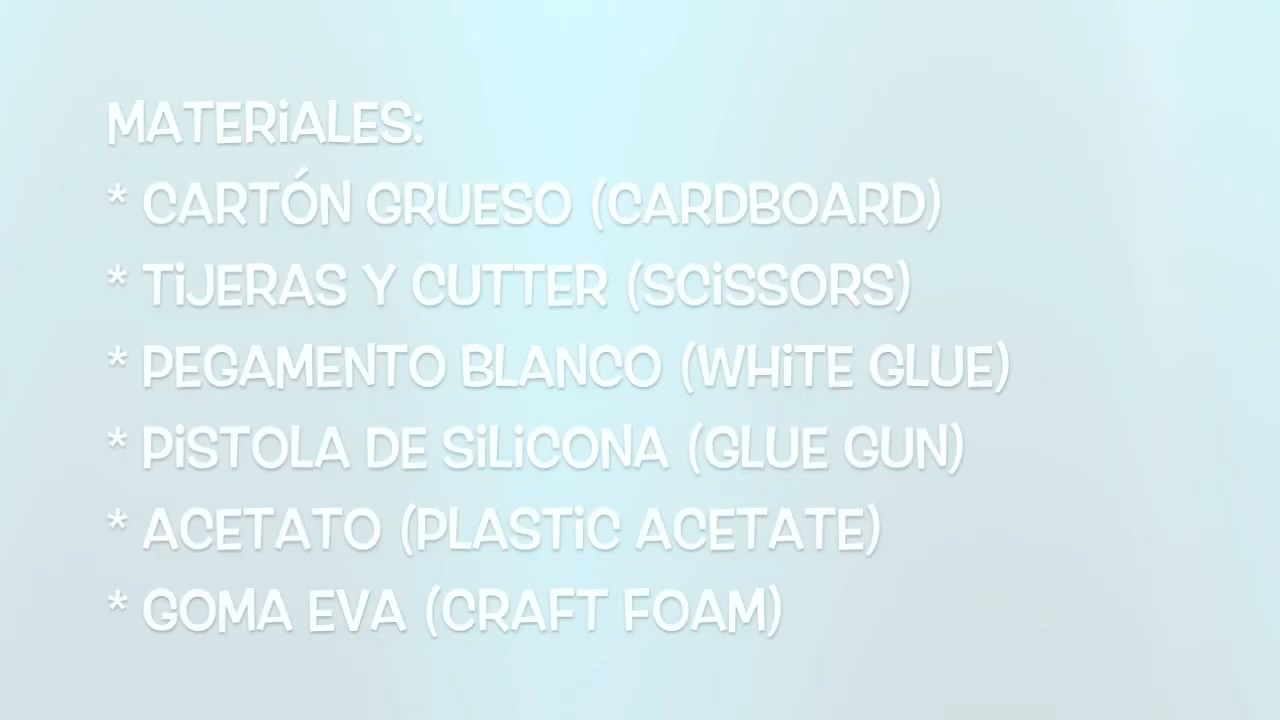 MATERiALES:
* CARTÓN GRUESO (CARDBOARD)
* TiJERAS Y CUTTER (SCiSSORS)
* PEGAMENTO BLANCO (WHiTE GLUE)
* PiSTOLA DE SiLiCONA (GLUE GUN)
* ACETATO (PLASTiC ACETATE)
* GOMA EVA (CRAFT FOAM)